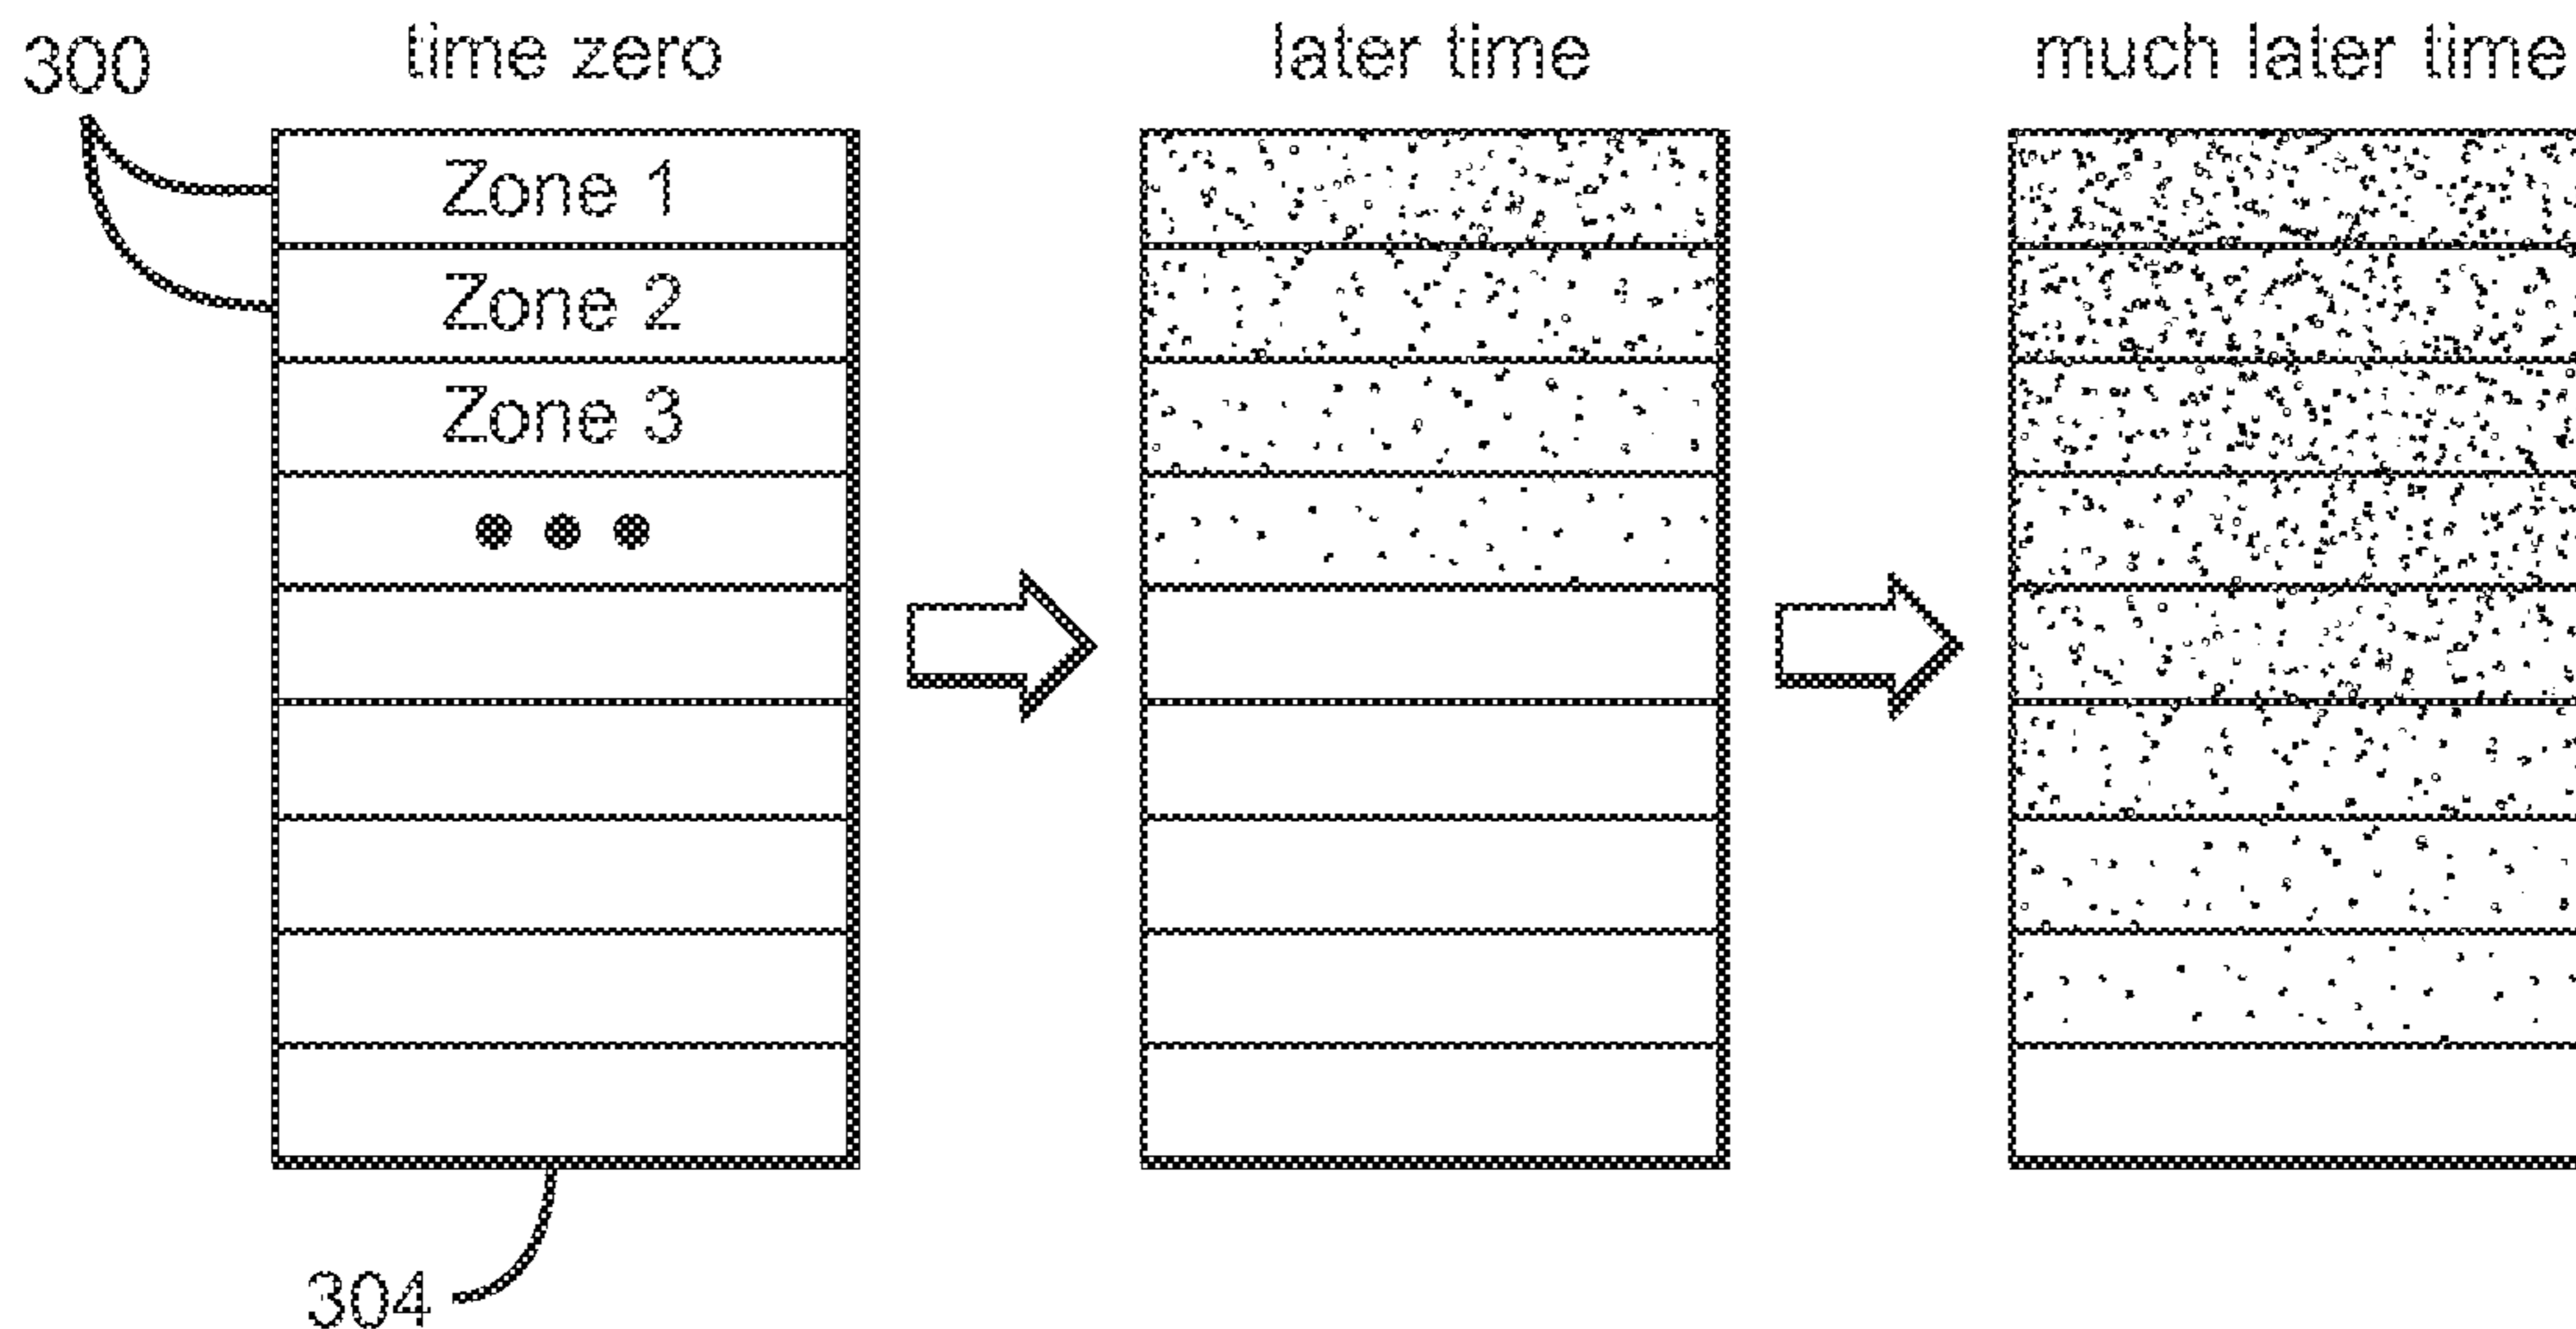 300
time zero
later time
much later time
Zone 1
Zone 2
Zone 3
●●●
304